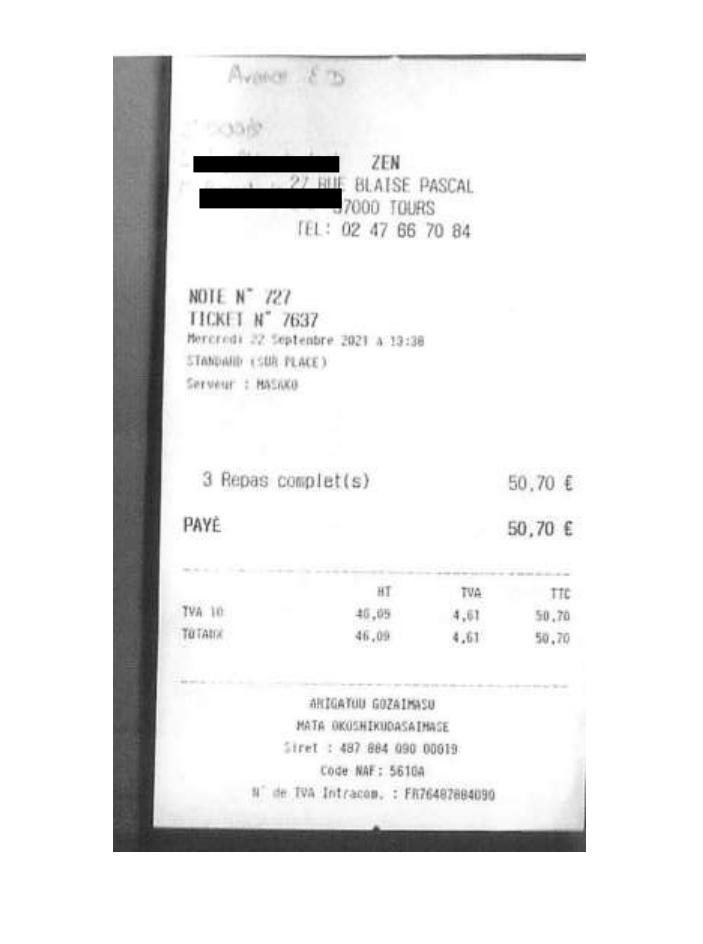 Avance ED
ZEN
27 RUE BLAISE PASCAL
37000 TOURS
TEL: 02 47 66 70 84
NOTE N° 727
TICKET N° 7637
Mercredi 22 Septembre 2021 à 13:38
STANDARD (SUR PLACE)
Serveur : MASAKO
3 Repas complet(s) 50,70 €
PAYÉ 50,70 €
HT TVA TTC
TVA 10 46,09 4,61 50,70
TOTAUX 46,09 4,61 50,70
ARIGATOU GOZAIMASU
MATA OKOSHIKUDASAIMASE
Siret : 487 884 090 00019
Code NAF: 5610A
N° de TVA Intracom. : FR76487884090